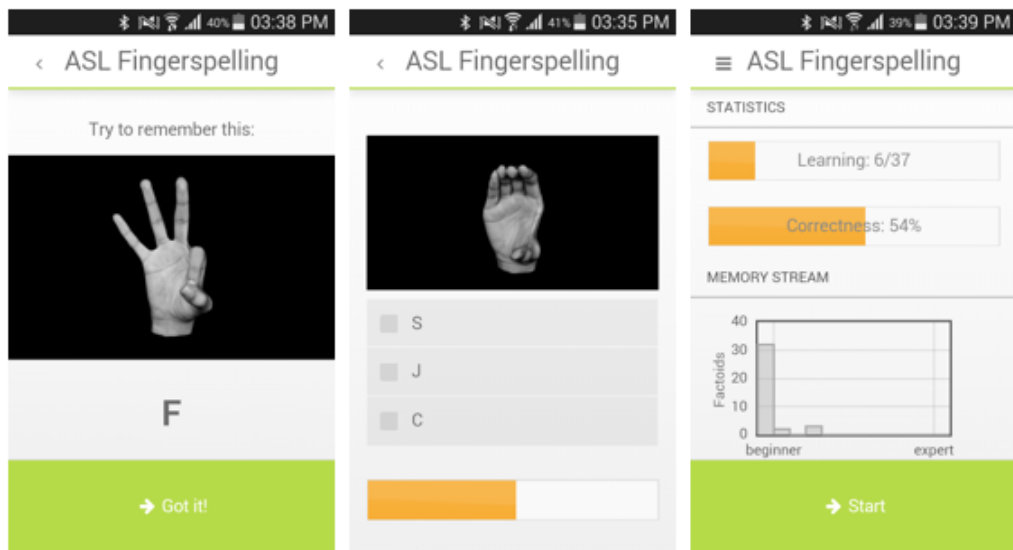 40% 03:38 PM
‹ ASL Fingerspelling
Try to remember this:
F
→ Got it!
41% 03:35 PM
‹ ASL Fingerspelling
S
J
C
39% 03:39 PM
≡ ASL Fingerspelling
STATISTICS
Learning: 6/37
Correctness: 54%
MEMORY STREAM
40
30
20
10
0
Factoids
beginner expert
→ Start